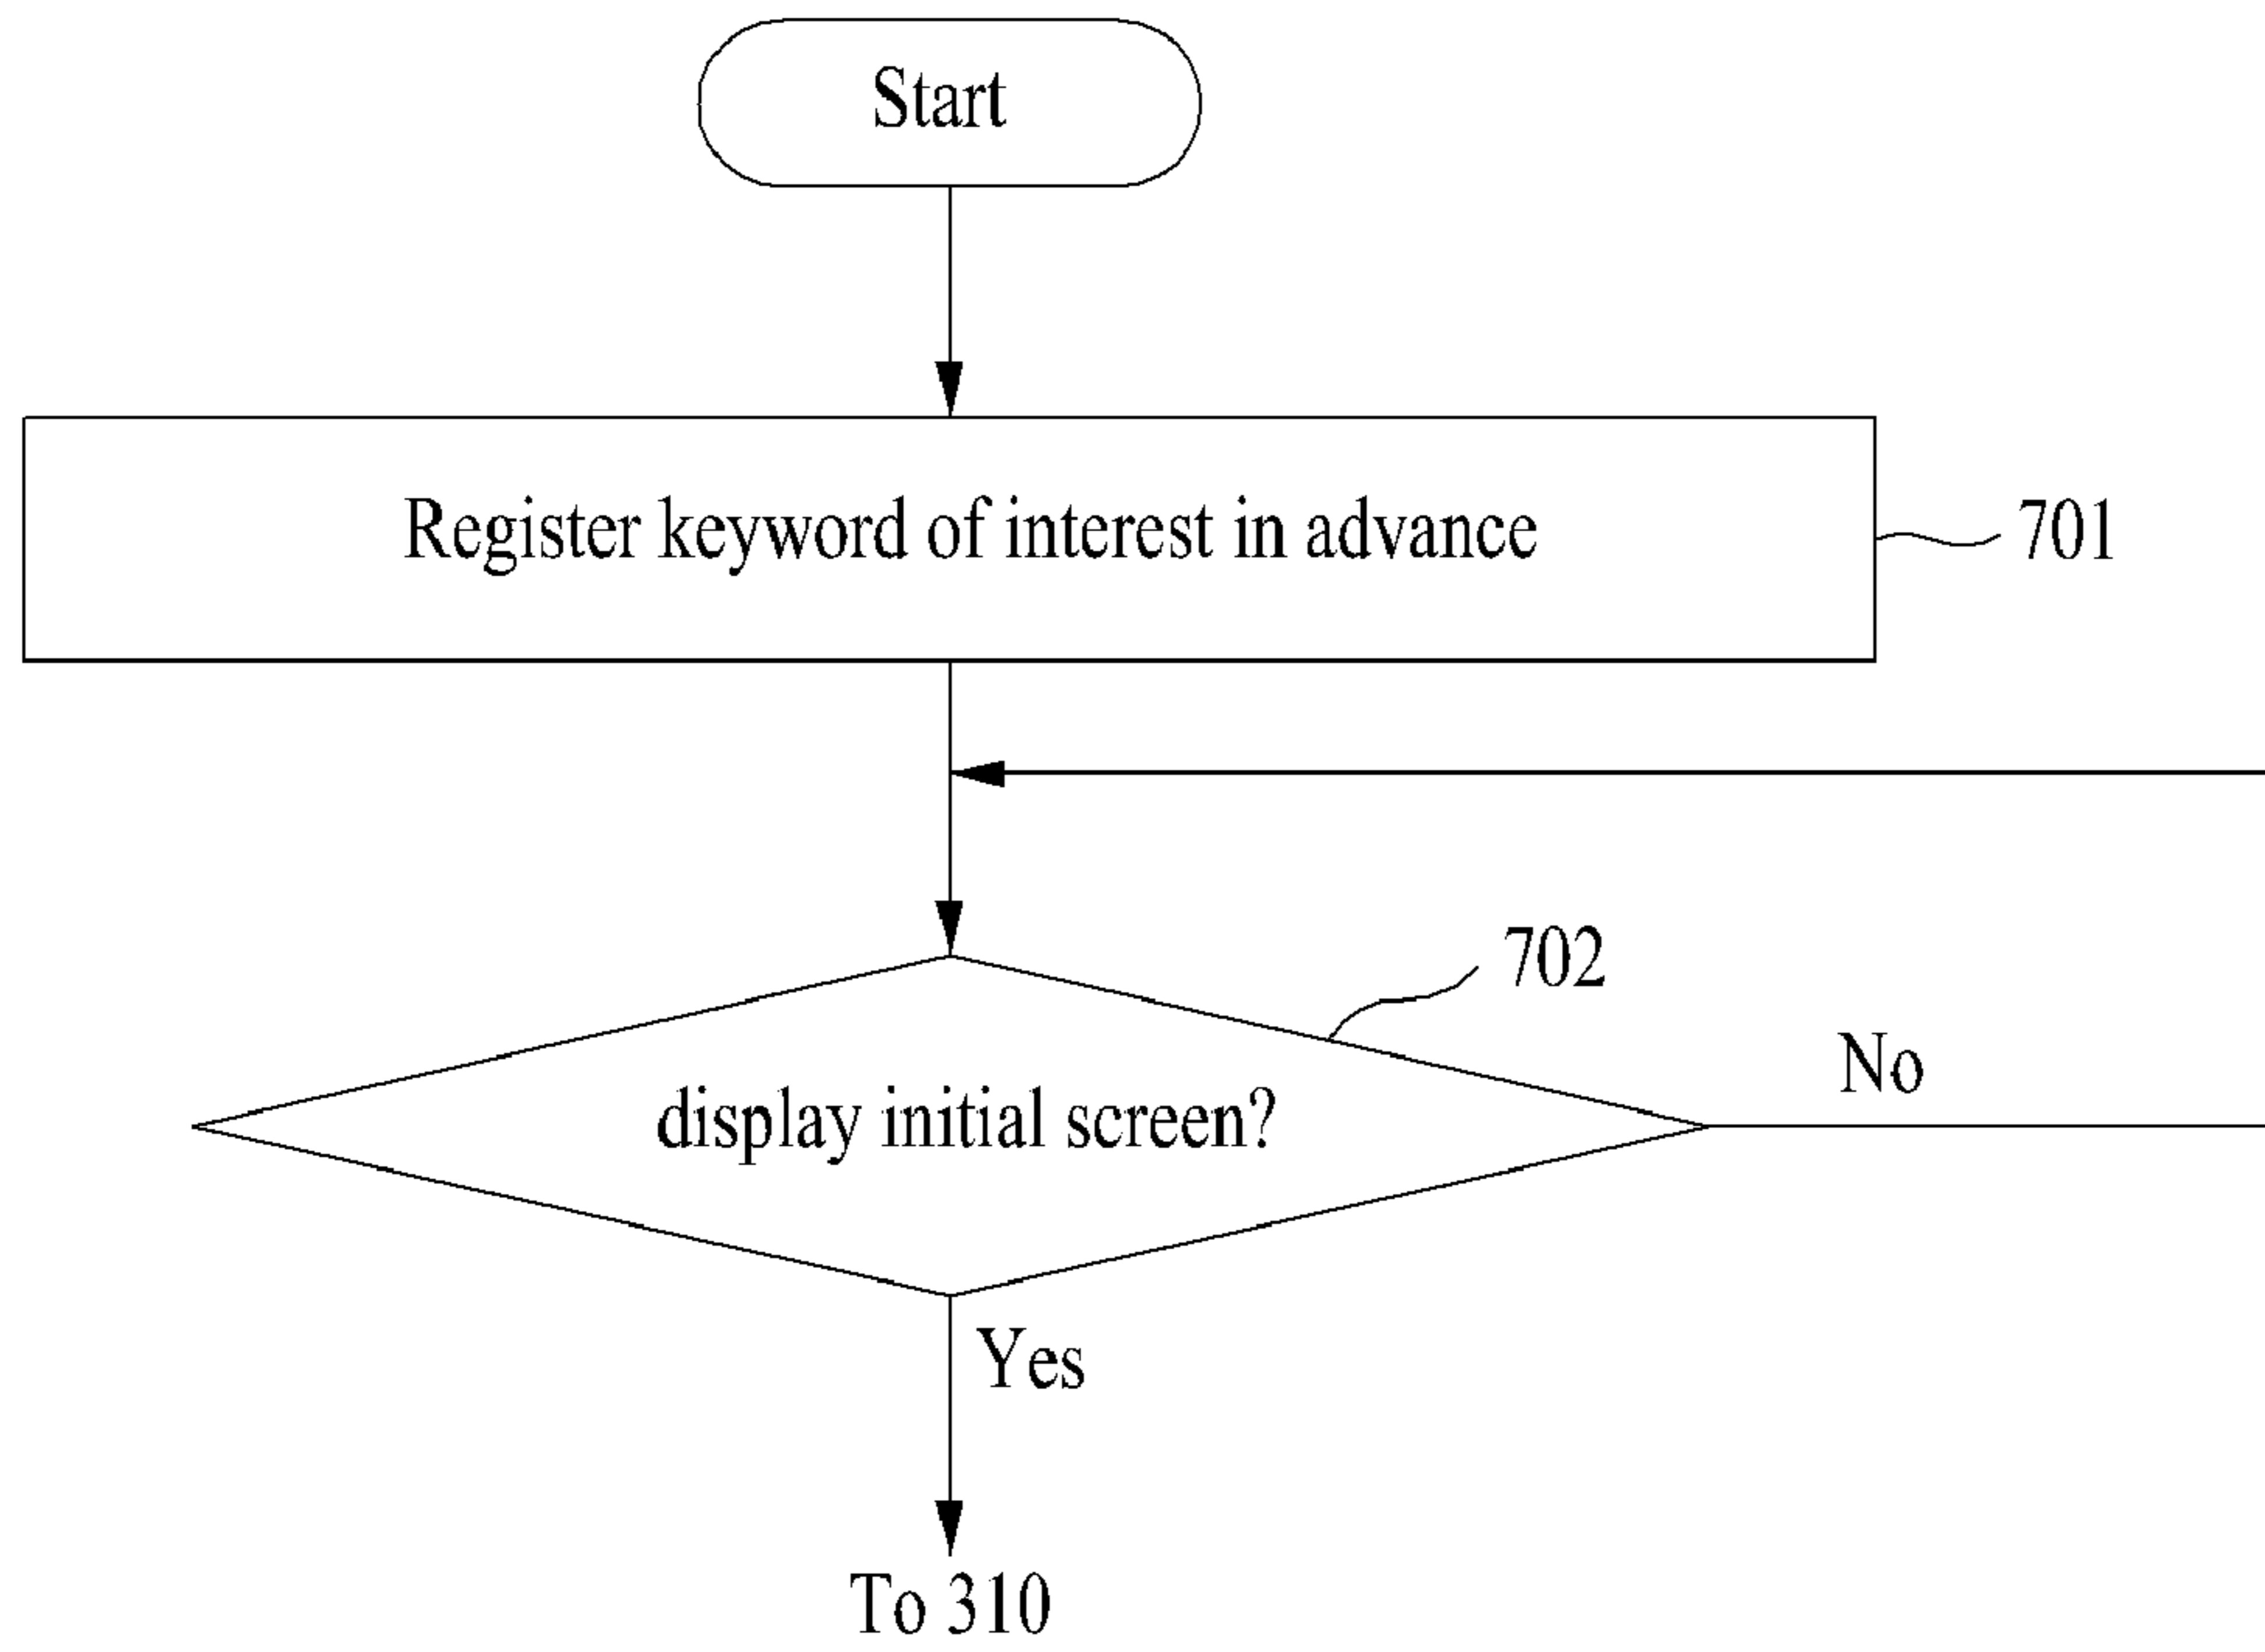 Start
Register keyword of interest in advance
701
702
display initial screen?
No
Yes
To 310